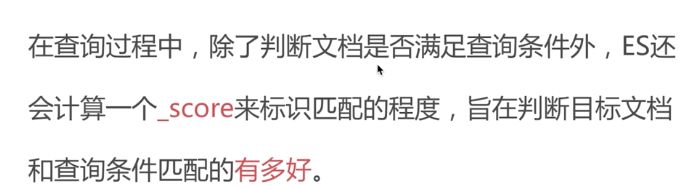 在查询过程中，除了判断文档是否满足查询条件外，ES还
会计算一个_score来标识匹配的程度，旨在判断目标文档
和查询条件匹配的有多好。